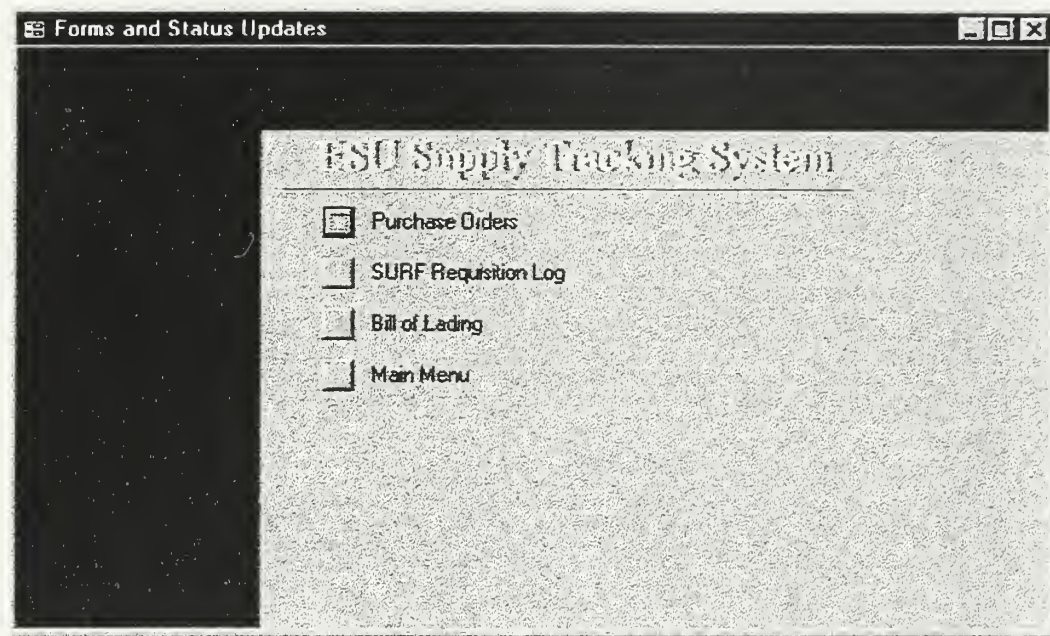 Forms and Status Updates
ESU Supply Tracking System
Purchase Orders
SURF Requisition Log
Bill of Lading
Main Menu